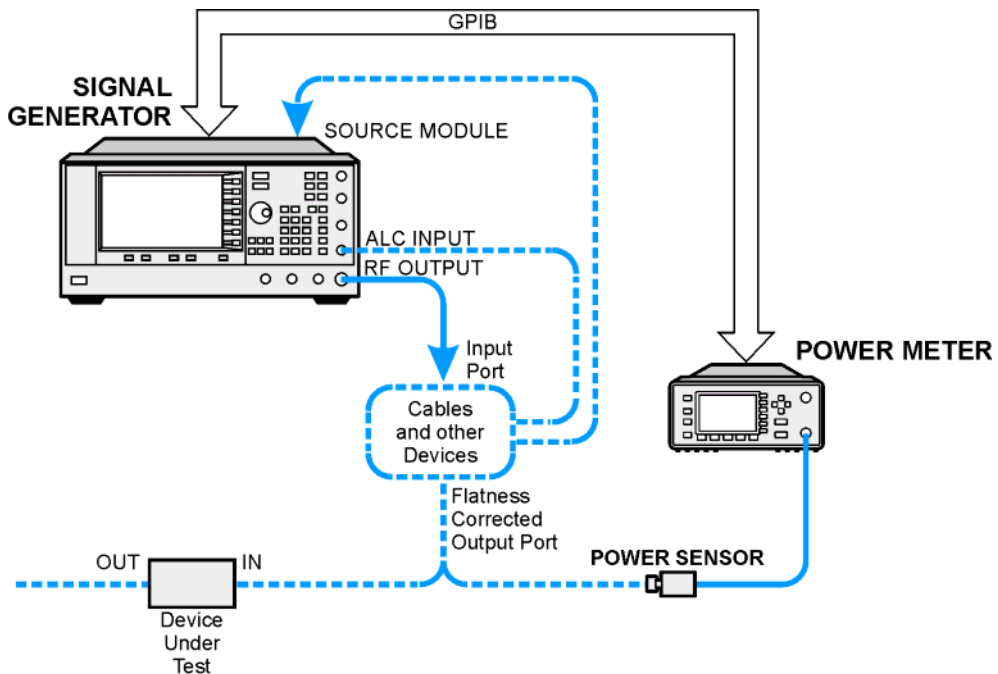 GPIB
SIGNAL
GENERATOR
SOURCE MODULE
ALC INPUT
RF OUTPUT
Input
Port
POWER METER
Cables
and other
Devices
Flatness
Corrected
Output Port
POWER SENSOR
OUT
IN
Device
Under
Test